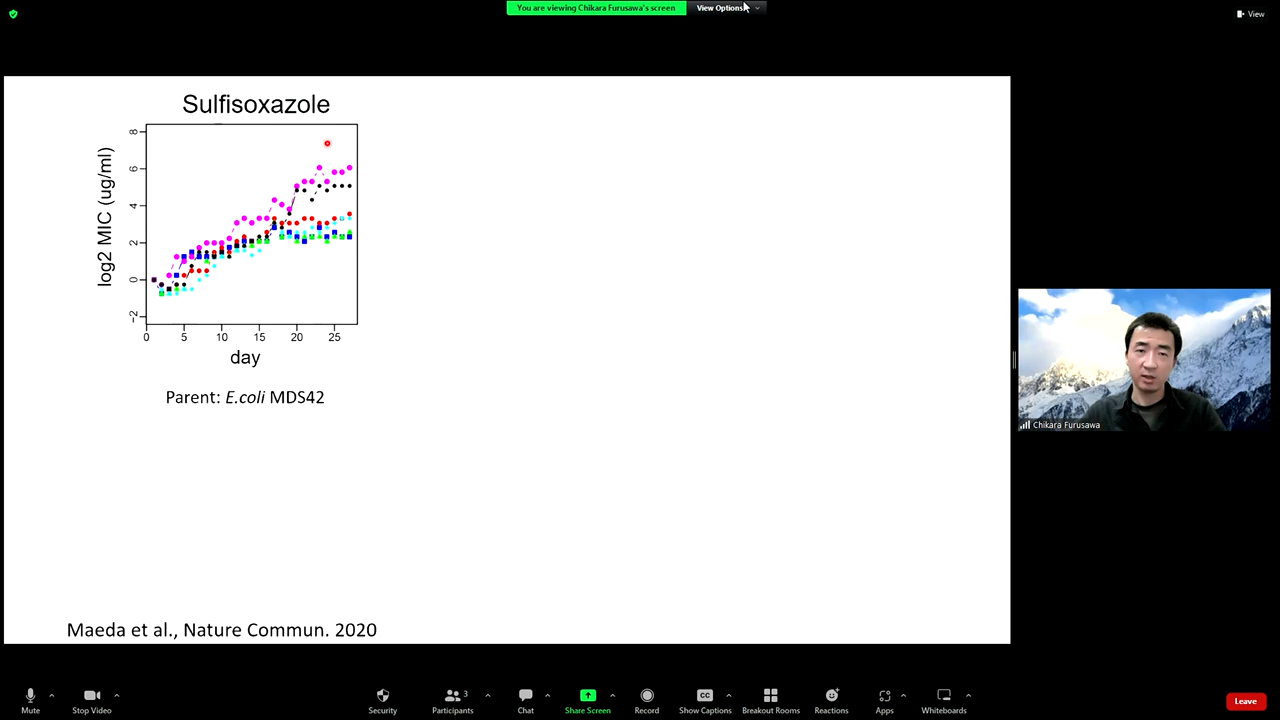 You are viewing Chikara Furusawa's screen
View Options
View
Sulfisoxazole
log2 MIC (ug/ml)
8
6
4
2
0
-2
0 5 10 15 20 25
day
Parent: E.coli MDS42
Maeda et al., Nature Commun. 2020
Chikara Furusawa
Mute
Stop Video
Security
Participants
3
Chat
Share Screen
Record
CC
Show Captions
Breakout Rooms
Reactions
Apps
Whiteboards
Leave